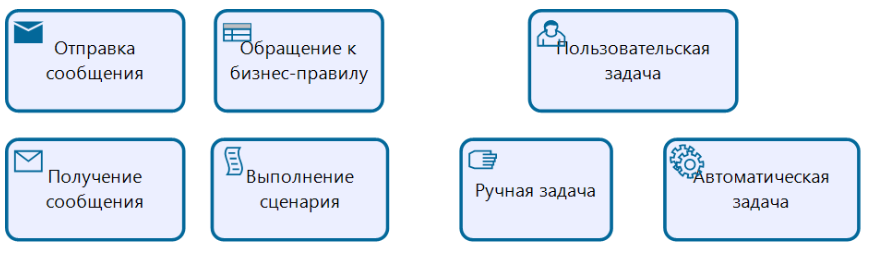 Отправка
сообщения
Обращение к
бизнес-правилу
Пользовательская
задача
Получение
сообщения
Выполнение
сценария
Ручная задача
Автоматическая
задача